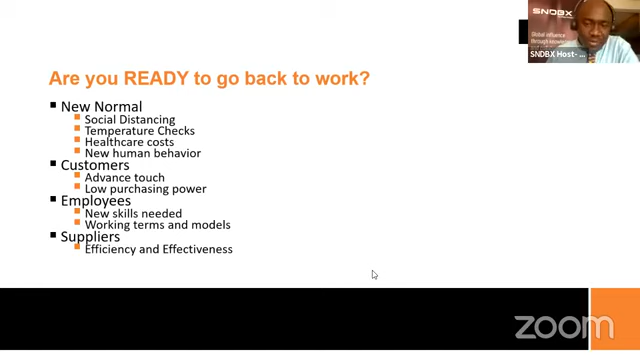 SNDBX
Global influence
through knowledge
SNDBX Host- ...
Are you READY to go back to work?
New Normal
Social Distancing
Temperature Checks
Healthcare costs
New human behavior
Customers
Advance touch
Low purchasing power
Employees
New skills needed
Working terms and models
Suppliers
Efficiency and Effectiveness
zoom